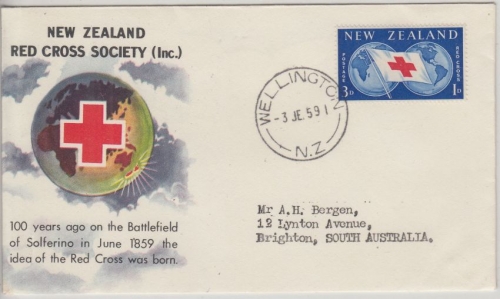 NEW ZEALAND
RED CROSS SOCIETY (Inc.)
100 years ago on the Battlefield
of Solferino in June 1859 the
idea of the Red Cross was born.
WELLINGTON
-3 JE.59 1
N.Z.
NEW ZEALAND
POSTAGE
RED CROSS
3D
1D
Mr A.H. Bergen,
12 Lynton Avenue,
Brighton, SOUTH AUSTRALIA.